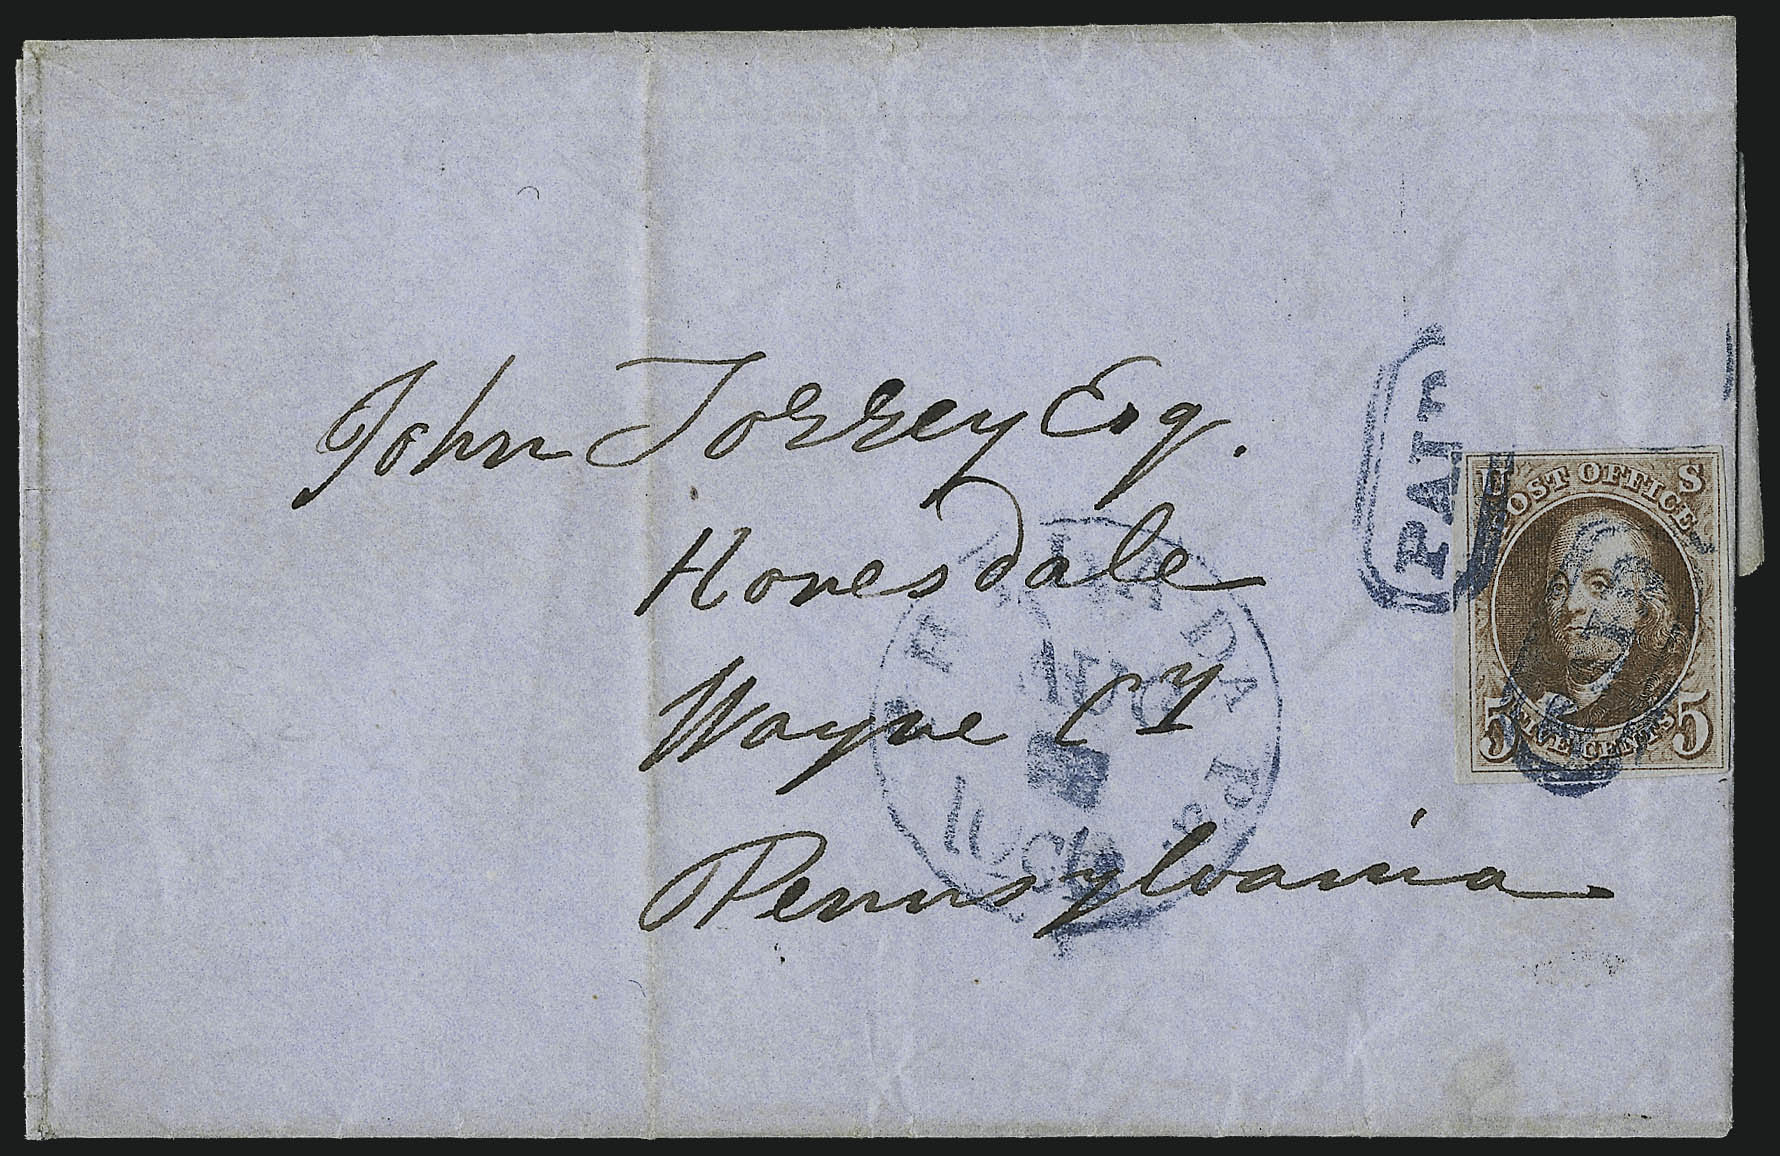 John Torrey Esq.
Honesdale
Wayne Cy
Pennsylvania
PAID
U S
POST OFFICE
FIVE CENTS
5 5